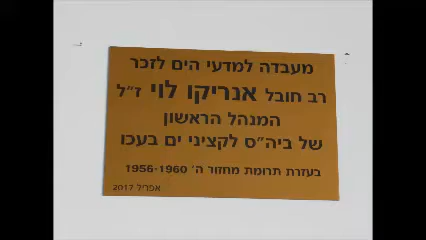 מעבדה למדעי הים לזכר
רב חובל אנריקו לוי ז"ל
המנהל הראשון
של ביה"ס לקציני ים בעכו
בעזרת תרומת מחזור ה' 1956-1960
אפריל 2017